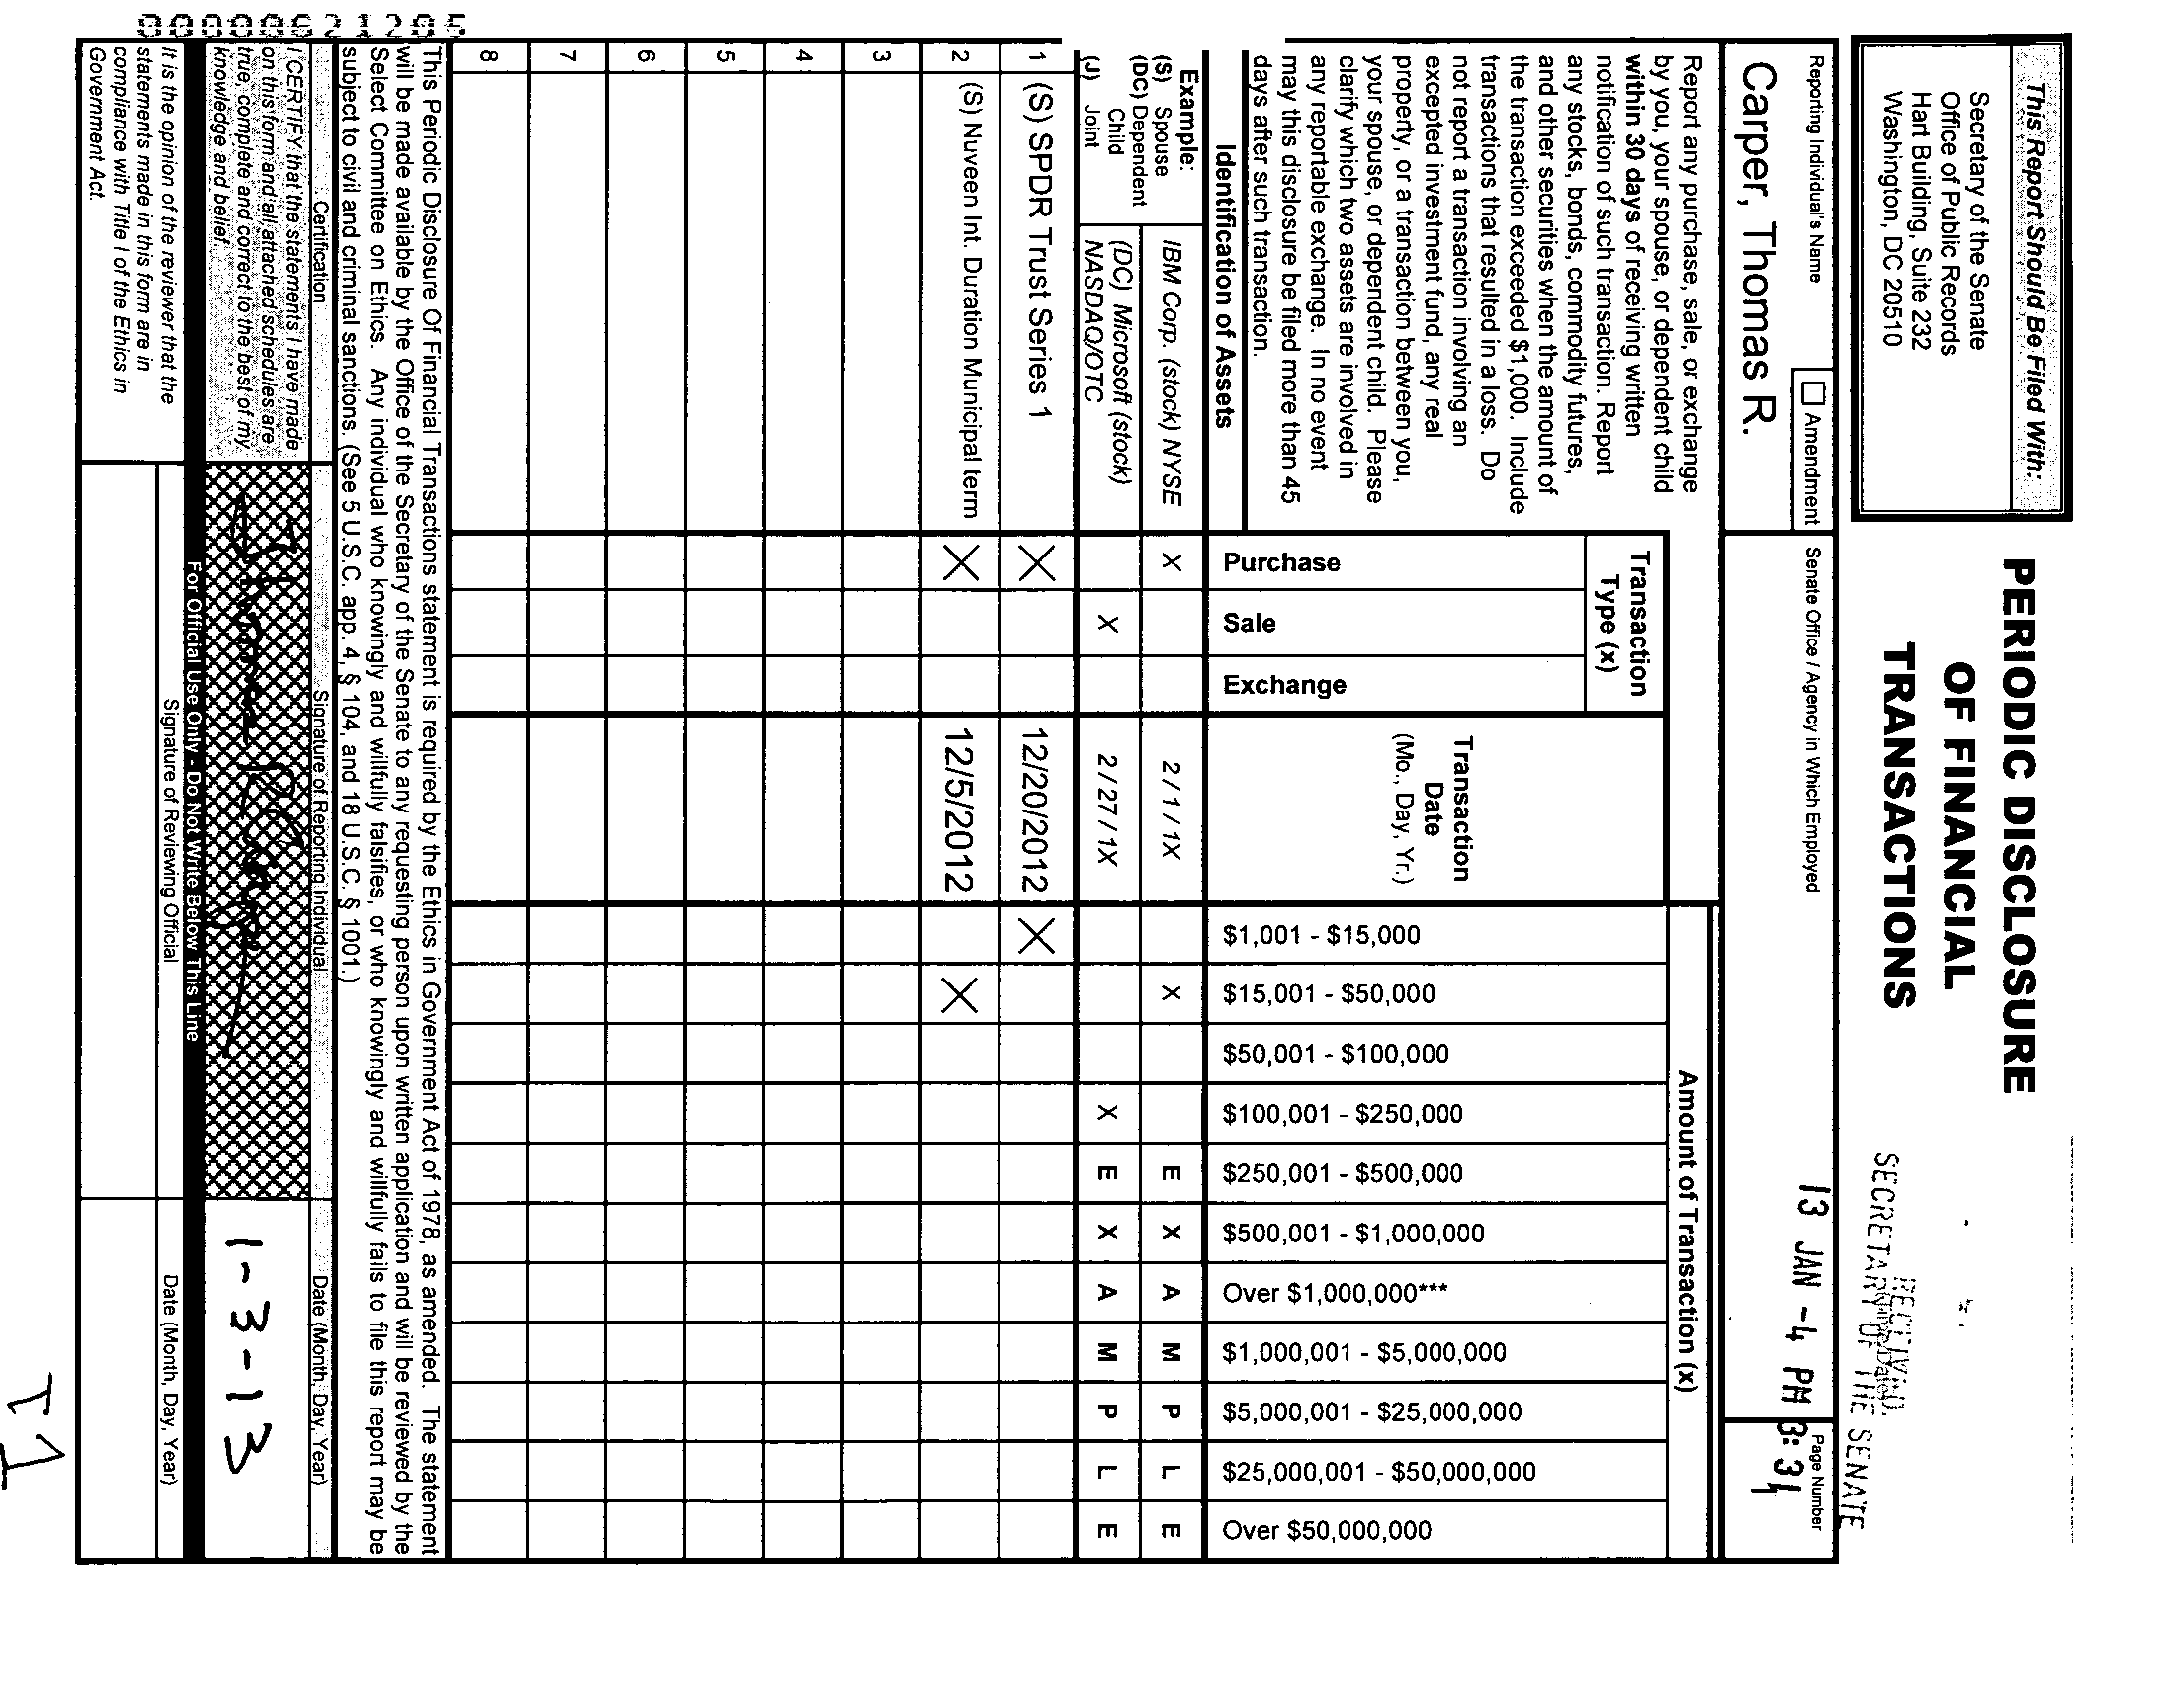 This Report Should Be Filed With:
Secretary of the Senate
Office of Public Records
Hart Building, Suite 232
Washington, DC 20510
PERIODIC DISCLOSURE
OF FINANCIAL
TRANSACTIONS
SECRETARY OF THE SENATE
13 JAN -4 PM 3:31
Reporting Individual's Name
Amendment
Carper, Thomas R.
Senate Office / Agency in Which Employed
Page Number
1
Report any purchase, sale, or exchange
by you, your spouse, or dependent child
within 30 days of receiving written
notification of such transaction. Report
any stocks, bonds, commodity futures,
and other securities when the amount of
the transaction exceeded $1,000. Include
transactions that resulted in a loss. Do
not report a transaction involving an
excepted investment fund, any real
property, or a transaction between you,
your spouse, or dependent child. Please
clarify which two assets are involved in
any reportable exchange. In no event
may this disclosure be filed more than 45
days after such transaction.
Identification of Assets
Transaction
Type (x)
Purchase
Sale
Exchange
Transaction
Date
(Mo., Day, Yr.)
Amount of Transaction (x)
$1,001 - $15,000
$15,001 - $50,000
$50,001 - $100,000
$100,001 - $250,000
$250,001 - $500,000
$500,001 - $1,000,000
Over $1,000,000***
$1,000,001 - $5,000,000
$5,000,001 - $25,000,000
$25,000,001 - $50,000,000
Over $50,000,000
Example:
(S) Spouse
(DC) Dependent
Child
(J) Joint
IBM Corp. (stock) NYSE X 2 / 1 / 1X X E X A M P L E
(DC) Microsoft (stock)
NASDAQ/OTC X 2 / 27 / 1X X E X A M P L E
1 (S) SPDR Trust Series 1 X 12/20/2012 X
2 (S) Nuveen Int. Duration Municipal term X 12/5/2012 X
3
4
5
6
7
8
This Periodic Disclosure Of Financial Transactions statement is required by the Ethics in Government Act of 1978, as amended. The statement
will be made available by the Office of the Secretary of the Senate to any requesting person upon written application and will be reviewed by the
Select Committee on Ethics. Any individual who knowingly and willfully falsifies, or who knowingly and willfully fails to file this report may be
subject to civil and criminal sanctions. (See 5 U.S.C. app. 4, § 104, and 18 U.S.C. § 1001.)
Certification
Signature of Reporting Individual
Date (Month, Day, Year)
I CERTIFY that the statements I have made
on this form and all attached schedules are
true, complete and correct to the best of my
knowledge and belief.
1-3-13
For Official Use Only - Do Not Write Below This Line
It is the opinion of the reviewer that the
statements made in this form are in
compliance with Title I of the Ethics in
Government Act.
Signature of Reviewing Official
Date (Month, Day, Year)